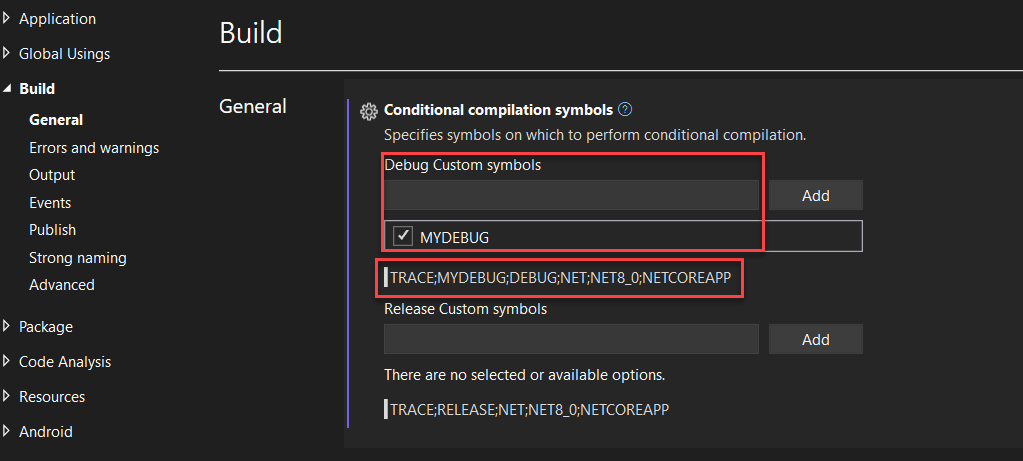 Application
Global Usings
Build
General
Errors and warnings
Output
Events
Publish
Strong naming
Advanced
Package
Code Analysis
Resources
Android
Build
General
Conditional compilation symbols ?
Specifies symbols on which to perform conditional compilation.
Debug Custom symbols
Add
MYDEBUG
TRACE;MYDEBUG;DEBUG;NET;NET8_0;NETCOREAPP
Release Custom symbols
Add
There are no selected or available options.
TRACE;RELEASE;NET;NET8_0;NETCOREAPP